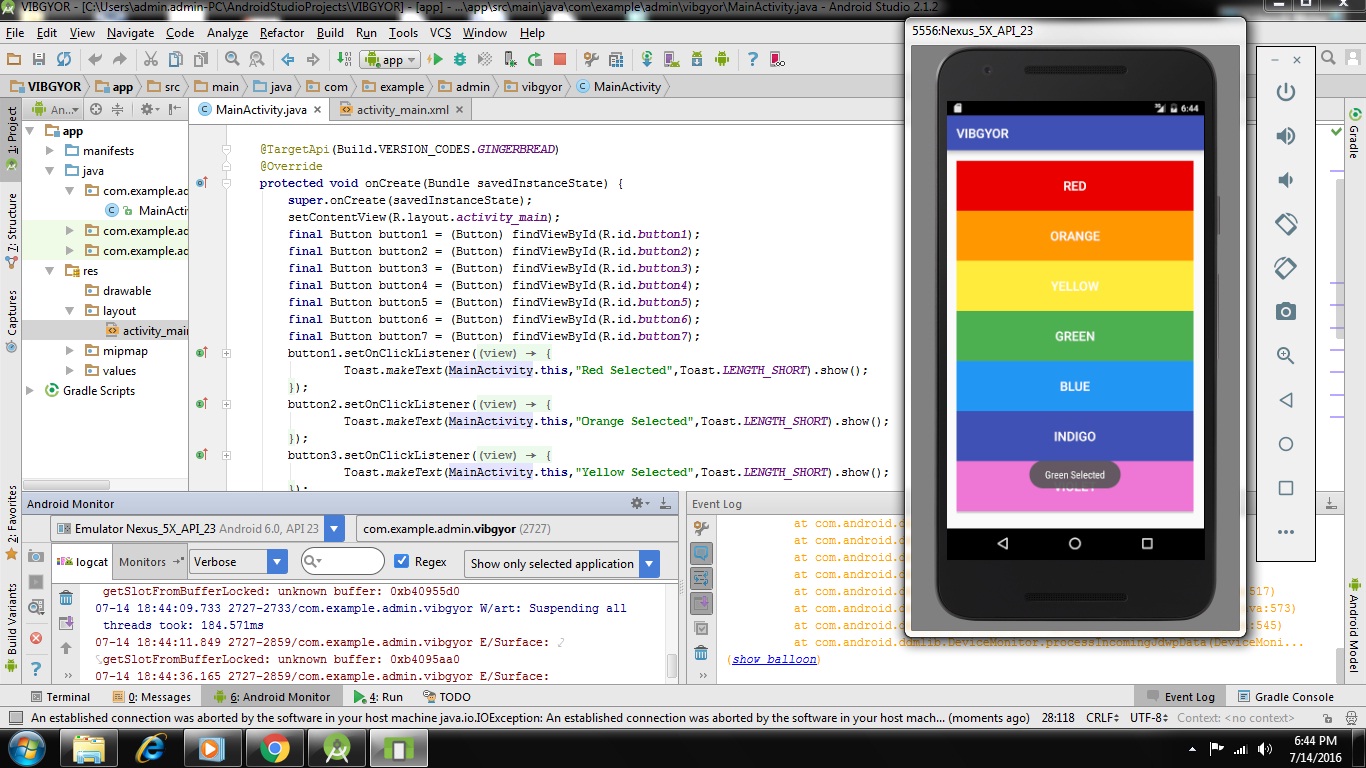 VIBGYOR - [C:\Users\admin.admin-PC\AndroidStudioProjects\VIBGYOR] - [app] - ...\app\src\main\java\com\example\admin\vibgyor\MainActivity.java - Android Studio 2.1.2
File Edit View Navigate Code Analyze Refactor Build Run Tools VCS Window Help
app
VIBGYOR app src main java com example admin vibgyor MainActivity
An...
MainActivity.java
activity_main.xml
1: Project
7: Structure
Captures
2: Favorites
Build Variants
app
manifests
java
com.example.ad
MainActi
com.example.ad
com.example.ad
res
drawable
layout
activity_mai
mipmap
values
Gradle Scripts
@TargetApi(Build.VERSION_CODES.GINGERBREAD)
@Override
protected void onCreate(Bundle savedInstanceState) {
super.onCreate(savedInstanceState);
setContentView(R.layout.activity_main);
final Button button1 = (Button) findViewById(R.id.button1);
final Button button2 = (Button) findViewById(R.id.button2);
final Button button3 = (Button) findViewById(R.id.button3);
final Button button4 = (Button) findViewById(R.id.button4);
final Button button5 = (Button) findViewById(R.id.button5);
final Button button6 = (Button) findViewById(R.id.button6);
final Button button7 = (Button) findViewById(R.id.button7);
button1.setOnClickListener((view) → {
Toast.makeText(MainActivity.this,"Red Selected",Toast.LENGTH_SHORT).show();
});
button2.setOnClickListener((view) → {
Toast.makeText(MainActivity.this,"Orange Selected",Toast.LENGTH_SHORT).show();
});
button3.setOnClickListener((view) → {
Toast.makeText(MainActivity.this,"Yellow Selected",Toast.LENGTH_SHORT).show();
});
5556:Nexus_5X_API_23
6:44
VIBGYOR
RED
ORANGE
YELLOW
GREEN
BLUE
INDIGO
Green Selected
VIOLET
Gradle
Android Model
Android Monitor
Emulator Nexus_5X_API_23 Android 6.0, API 23
com.example.admin.vibgyor (2727)
logcat
Monitors
Verbose
Regex
Show only selected application
getSlotFromBufferLocked: unknown buffer: 0xb40955d0
07-14 18:44:09.733 2727-2733/com.example.admin.vibgyor W/art: Suspending all
threads took: 184.571ms
07-14 18:44:11.849 2727-2859/com.example.admin.vibgyor E/Surface:
getSlotFromBufferLocked: unknown buffer: 0xb4095aa0
07-14 18:44:36.165 2727-2859/com.example.admin.vibgyor E/Surface:
Event Log
at com.android.d
at com.android.d
at com.android.d
at com.android.d
at com.android.d
517)
va:573)
545)
at com.android.ddmlib.DeviceMonitor.processIncomingJdwpData(DeviceMoni...
(show balloon)
Terminal 0: Messages 6: Android Monitor 4: Run TODO
Event Log Gradle Console
An established connection was aborted by the software in your host machine java.io.IOException: An established connection was aborted by the software in your host mach... (moments ago) 28:118 CRLF UTF-8 Context: <no context>
6:44 PM
7/14/2016